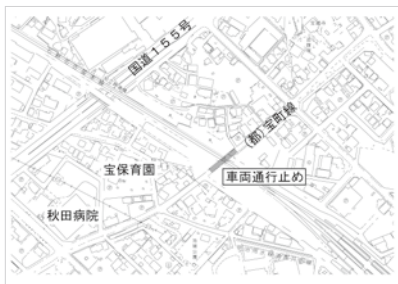 国道155号
(都)宝町線
宝保育園
車両通行止め
秋田病院